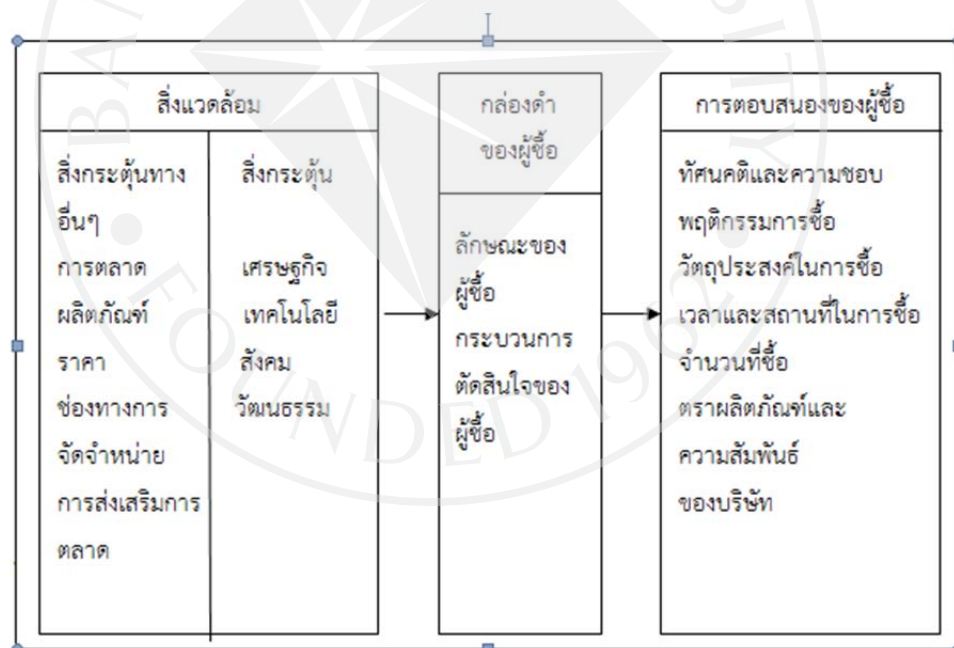 สิ่งแวดล้อม
สิ่งกระตุ้นทาง
อื่นๆ
การตลาด
ผลิตภัณฑ์
ราคา
ช่องทางการ
จัดจำหน่าย
การส่งเสริมการ
ตลาด
สิ่งกระตุ้น
เศรษฐกิจ
เทคโนโลยี
สังคม
วัฒนธรรม
กล่องดำ
ของผู้ซื้อ
ลักษณะของ
ผู้ซื้อ
กระบวนการ
ตัดสินใจของ
ผู้ซื้อ
การตอบสนองของผู้ซื้อ
ทัศนคติและความชอบ
พฤติกรรมการซื้อ
วัตถุประสงค์ในการซื้อ
เวลาและสถานที่ในการซื้อ
จำนวนที่ซื้อ
ตราผลิตภัณฑ์และ
ความสัมพันธ์
ของบริษัท
FOUNDED 1962